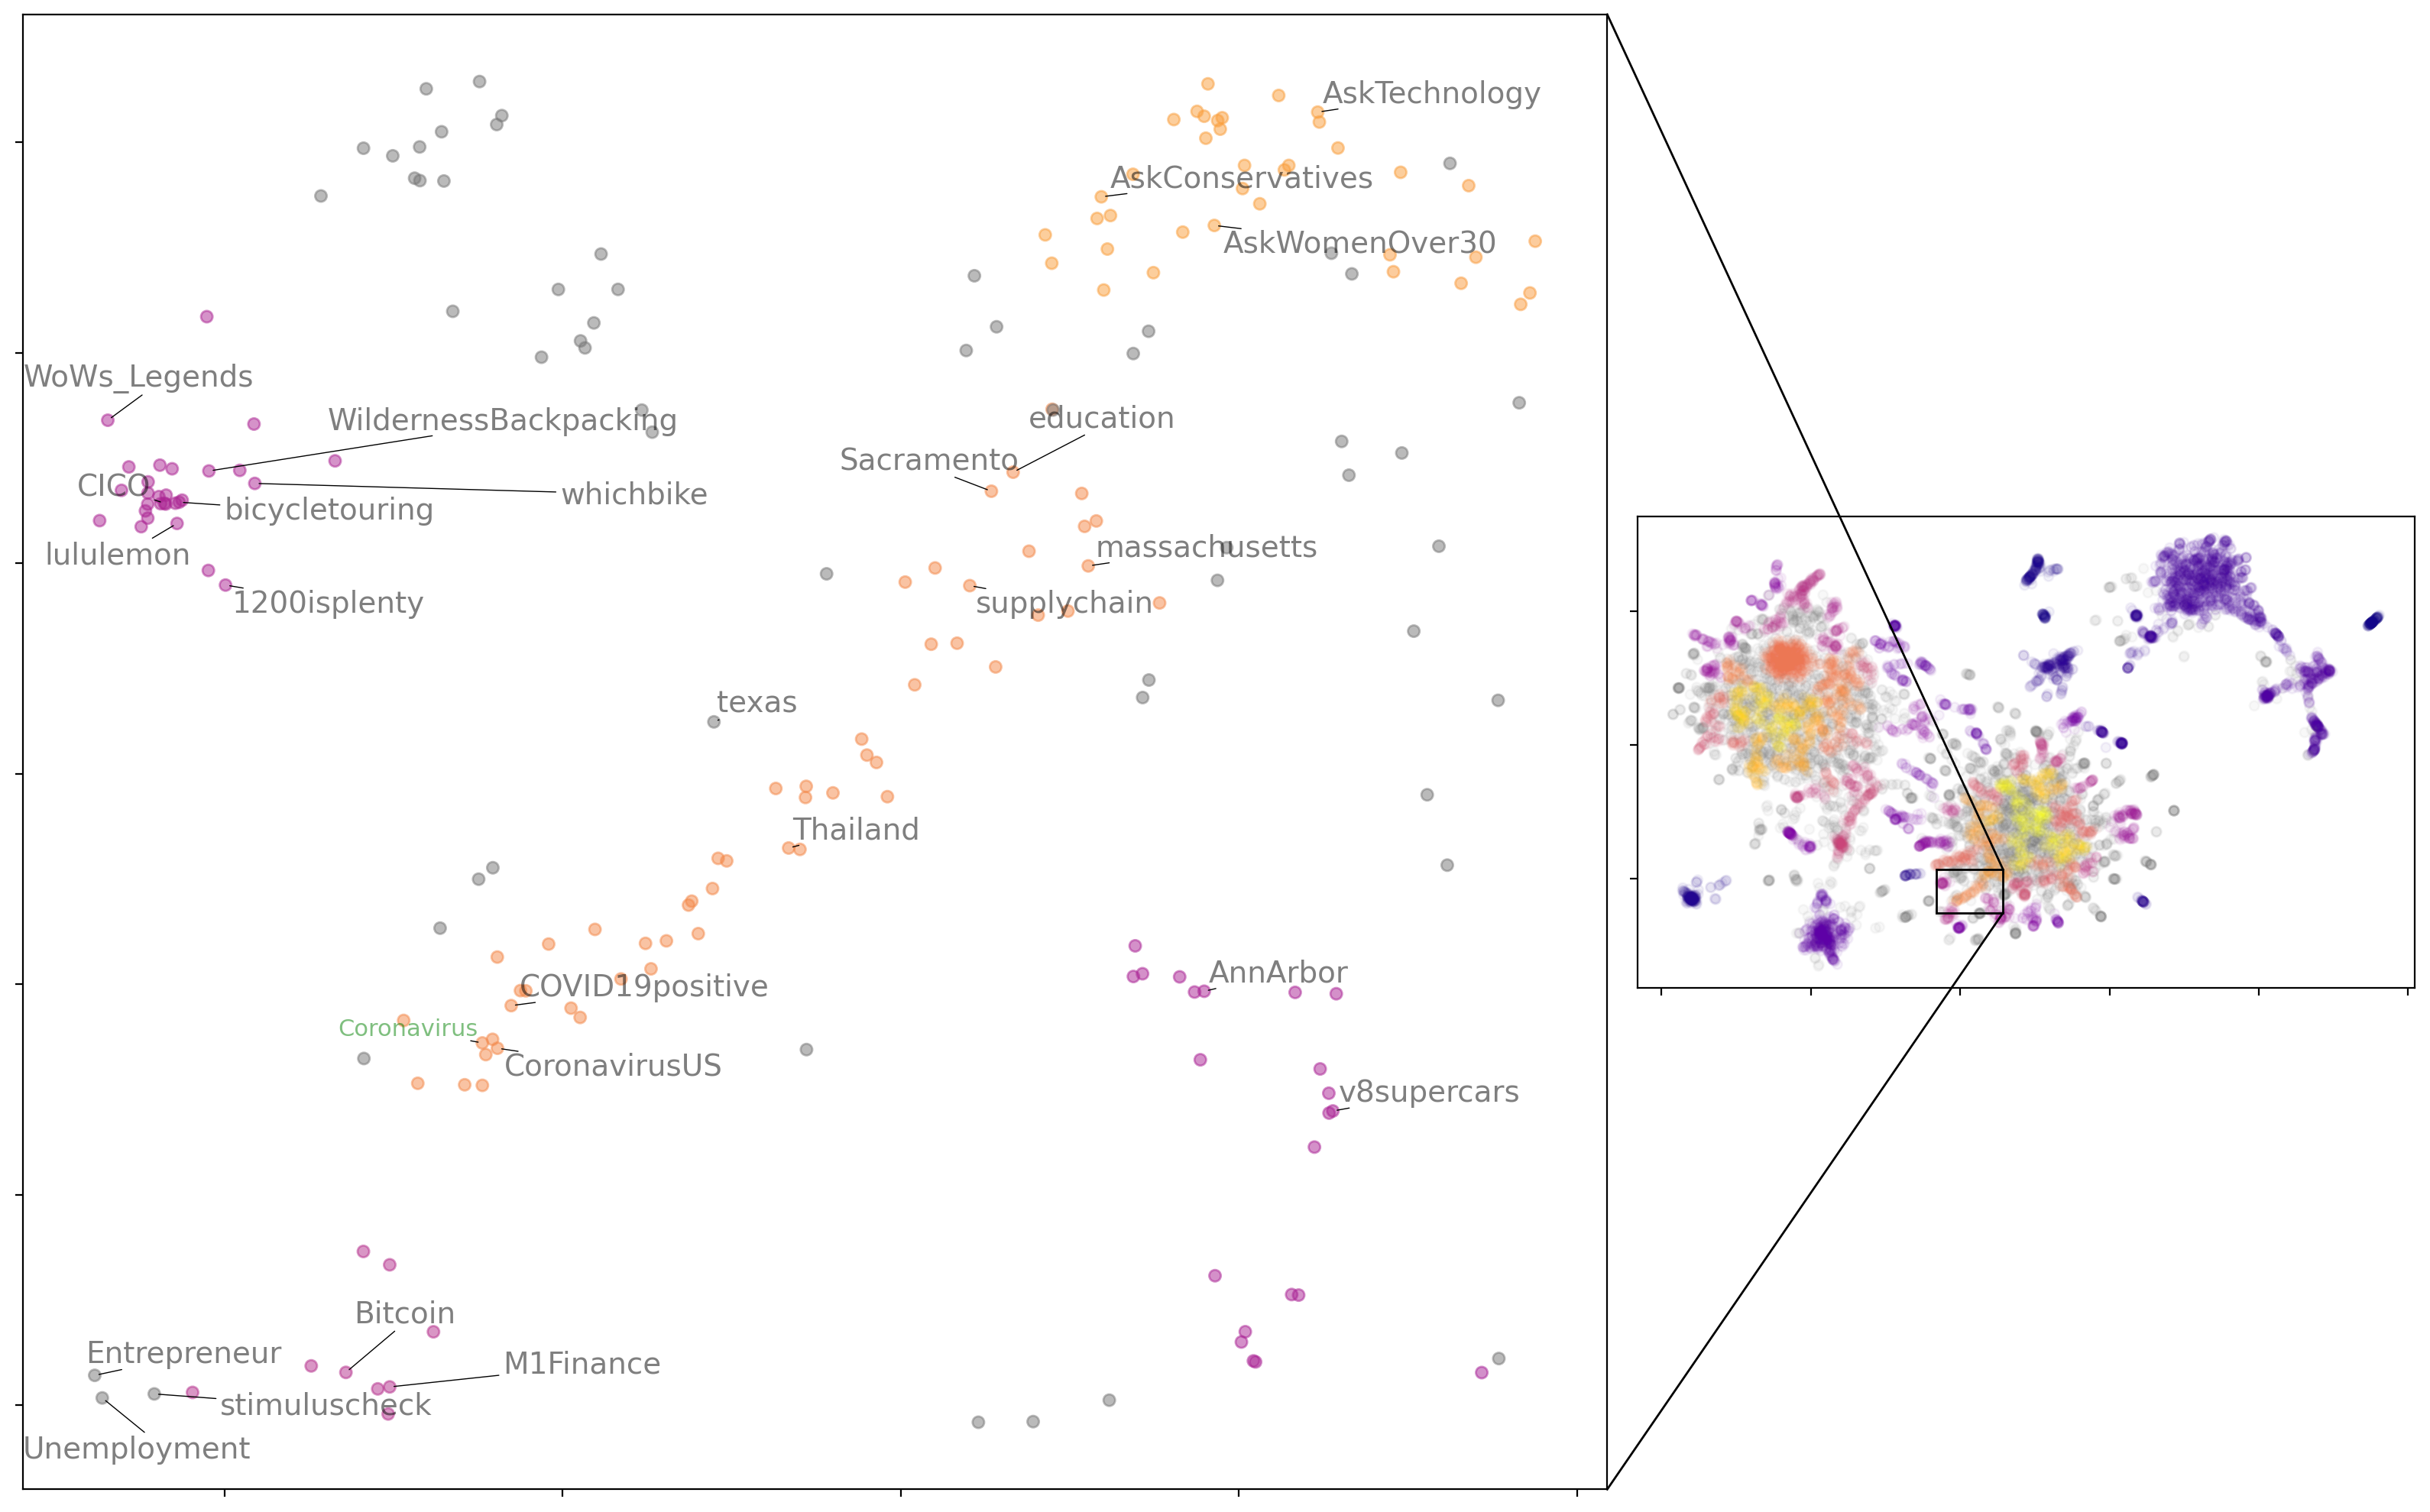 AskTechnology
AskConservatives
AskWomenOver30
WoWs_Legends
WildernessBackpacking
education
Sacramento
CICO
whichbike
bicycletouring
lululemon
massachusetts
1200isplenty
supplychain
texas
Thailand
AnnArbor
COVID19positive
Coronavirus
CoronavirusUS
v8supercars
Bitcoin
Entrepreneur
M1Finance
stimuluscheck
Unemployment